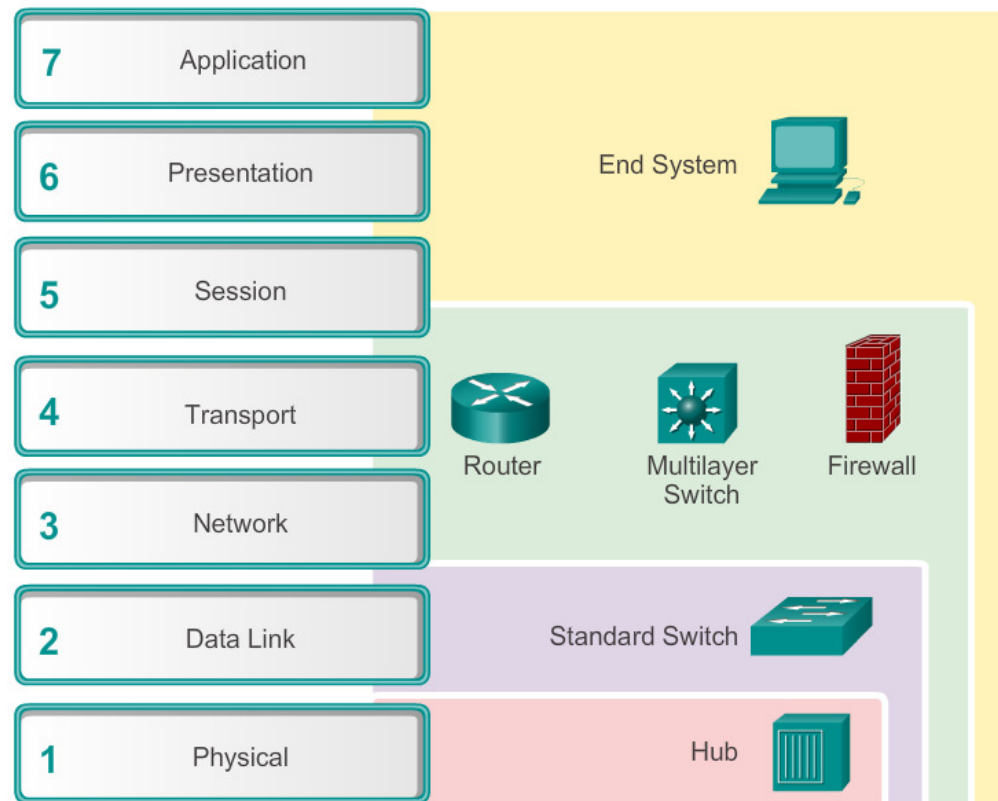 7 Application
6 Presentation
End System
5 Session
4 Transport
Router
Multilayer
Switch
Firewall
3 Network
2 Data Link
Standard Switch
1 Physical
Hub